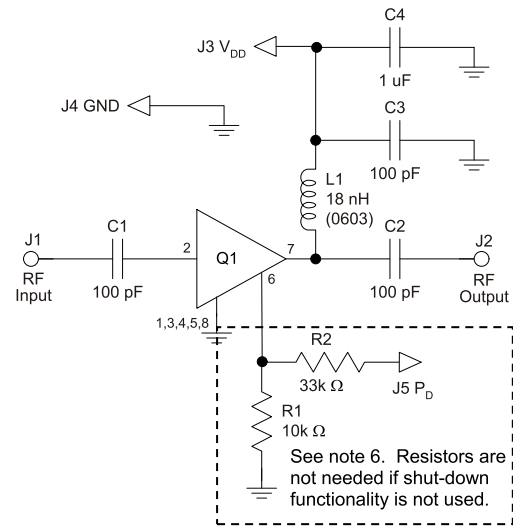 C4
J3 VDD
1 uF
J4 GND
C3
100 pF
L1
18 nH
(0603)
J1
C1
2
Q1
7
C2
J2
6
RF
Input
100 pF
100 pF
RF
Output
1,3,4,5,8
R2
33k Ω
J5 PD
R1
10k Ω
See note 6. Resistors are
not needed if shut-down
functionality is not used.